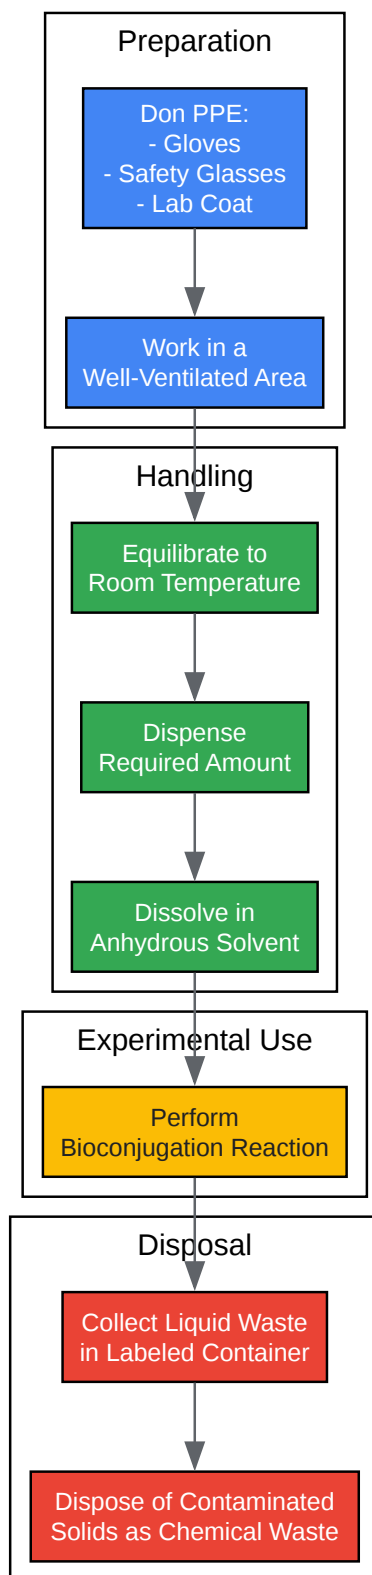 Preparation
Don PPE:
- Gloves
- Safety Glasses
- Lab Coat
Work in a
Well-Ventilated Area
Handling
Equilibrate to
Room Temperature
Dispense
Required Amount
Dissolve in
Anhydrous Solvent
Experimental Use
Perform
Bioconjugation Reaction
Disposal
Collect Liquid Waste
in Labeled Container
Dispose of Contaminated
Solids as Chemical Waste